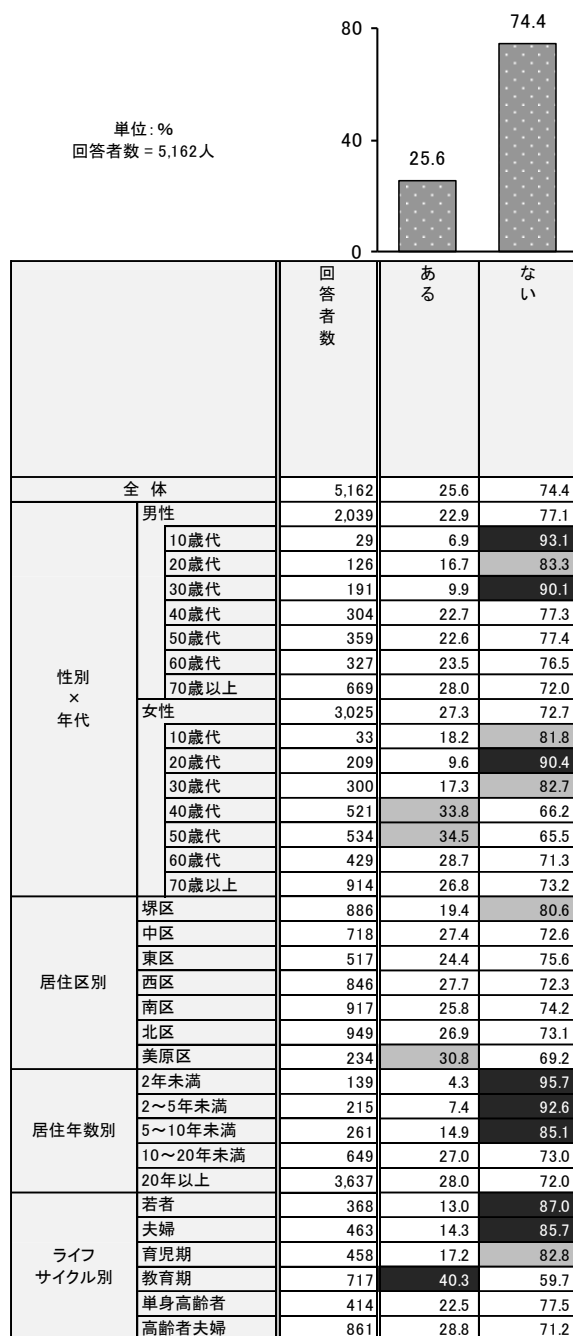 単位:%
回答者数 = 5,162人
80
40
0
25.6
74.4
回答者数 ある ない
全 体 5,162 25.6 74.4
性別
×
年代
男性 2,039 22.9 77.1
10歳代 29 6.9 93.1
20歳代 126 16.7 83.3
30歳代 191 9.9 90.1
40歳代 304 22.7 77.3
50歳代 359 22.6 77.4
60歳代 327 23.5 76.5
70歳以上 669 28.0 72.0
女性 3,025 27.3 72.7
10歳代 33 18.2 81.8
20歳代 209 9.6 90.4
30歳代 300 17.3 82.7
40歳代 521 33.8 66.2
50歳代 534 34.5 65.5
60歳代 429 28.7 71.3
70歳以上 914 26.8 73.2
居住区別
堺区 886 19.4 80.6
中区 718 27.4 72.6
東区 517 24.4 75.6
西区 846 27.7 72.3
南区 917 25.8 74.2
北区 949 26.9 73.1
美原区 234 30.8 69.2
居住年数別
2年未満 139 4.3 95.7
2～5年未満 215 7.4 92.6
5～10年未満 261 14.9 85.1
10～20年未満 649 27.0 73.0
20年以上 3,637 28.0 72.0
ライフ
サイクル別
若者 368 13.0 87.0
夫婦 463 14.3 85.7
育児期 458 17.2 82.8
教育期 717 40.3 59.7
単身高齢者 414 22.5 77.5
高齢者夫婦 861 28.8 71.2